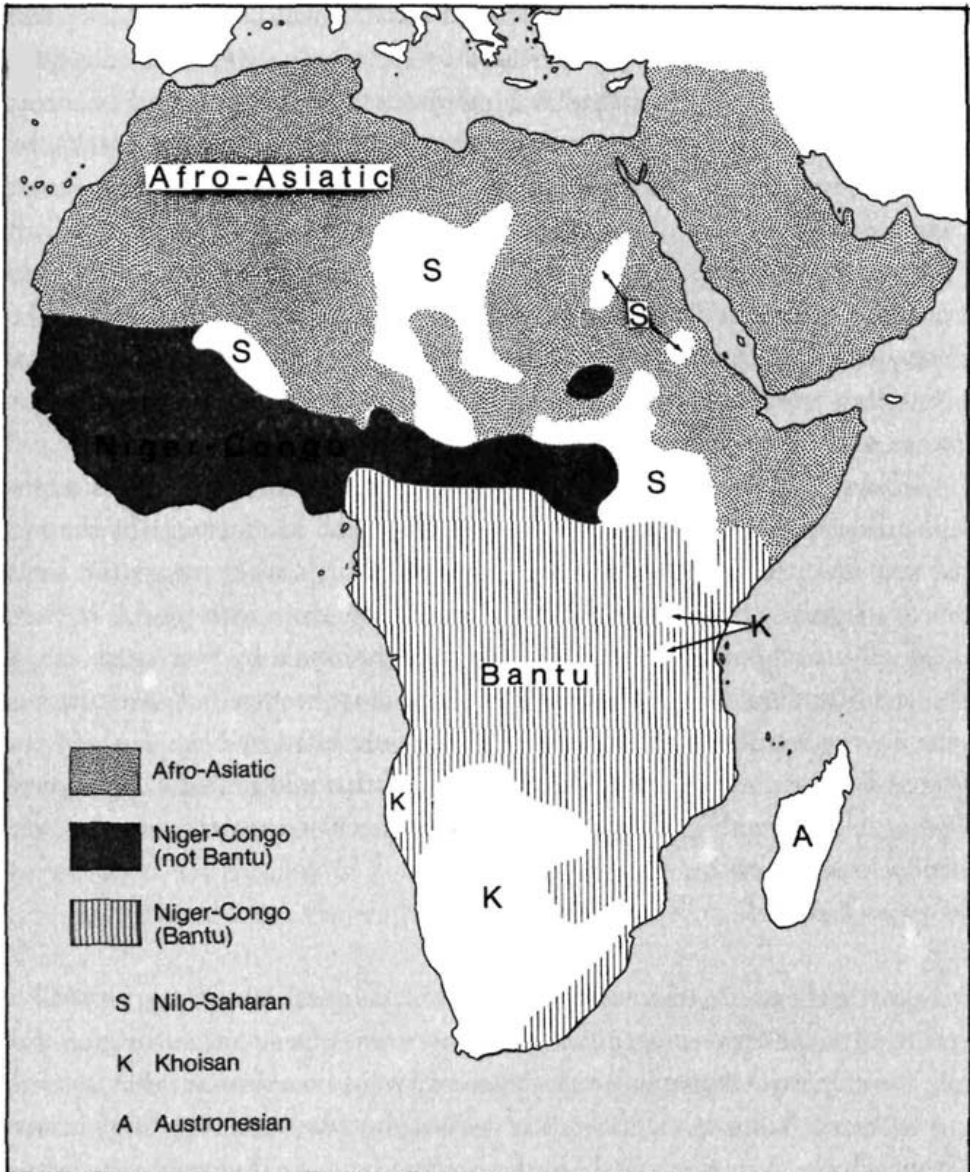 Afro-Asiatic
S
S
S
Niger-Congo
S
K
Bantu
Afro-Asiatic
K
A
Niger-Congo
(not Bantu)
K
Niger-Congo
(Bantu)
S Nilo-Saharan
K Khoisan
A Austronesian